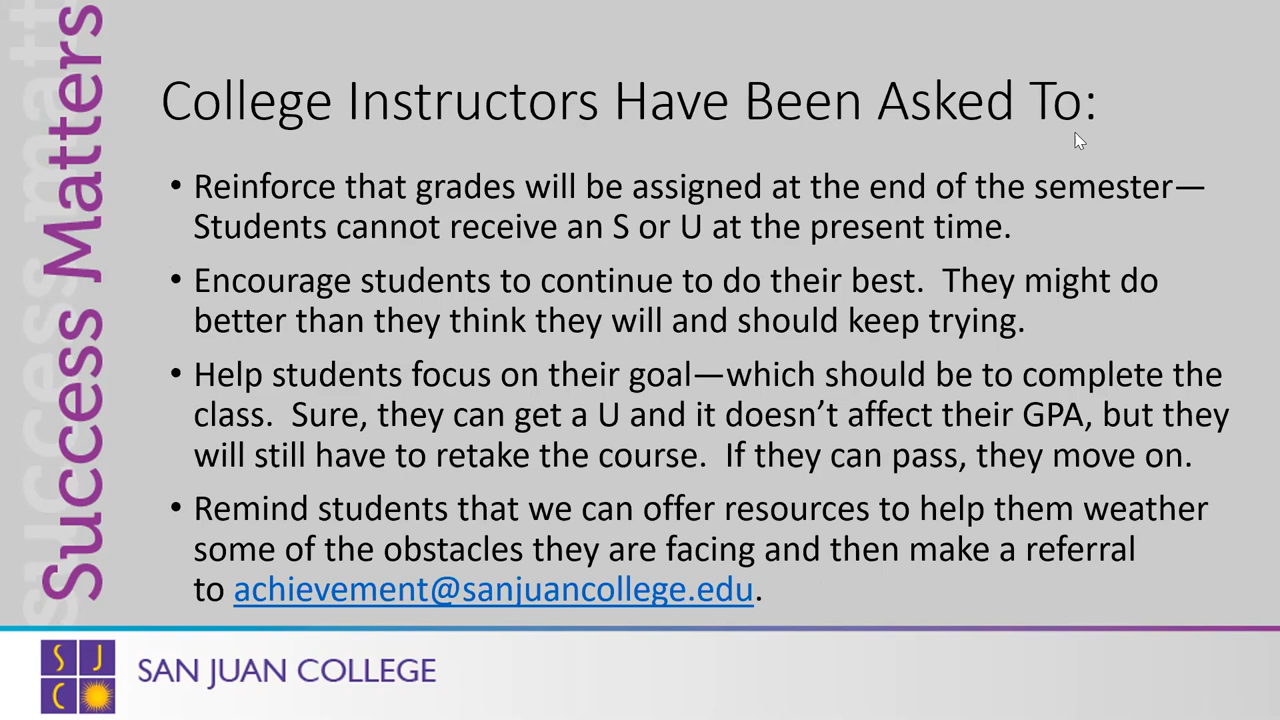 Success Matters
success matt
College Instructors Have Been Asked To:
• Reinforce that grades will be assigned at the end of the semester—
Students cannot receive an S or U at the present time.
• Encourage students to continue to do their best.  They might do
better than they think they will and should keep trying.
• Help students focus on their goal—which should be to complete the
class.  Sure, they can get a U and it doesn’t affect their GPA, but they
will still have to retake the course.  If they can pass, they move on.
• Remind students that we can offer resources to help them weather
some of the obstacles they are facing and then make a referral
to achievement@sanjuancollege.edu.
S J
C
SAN JUAN COLLEGE